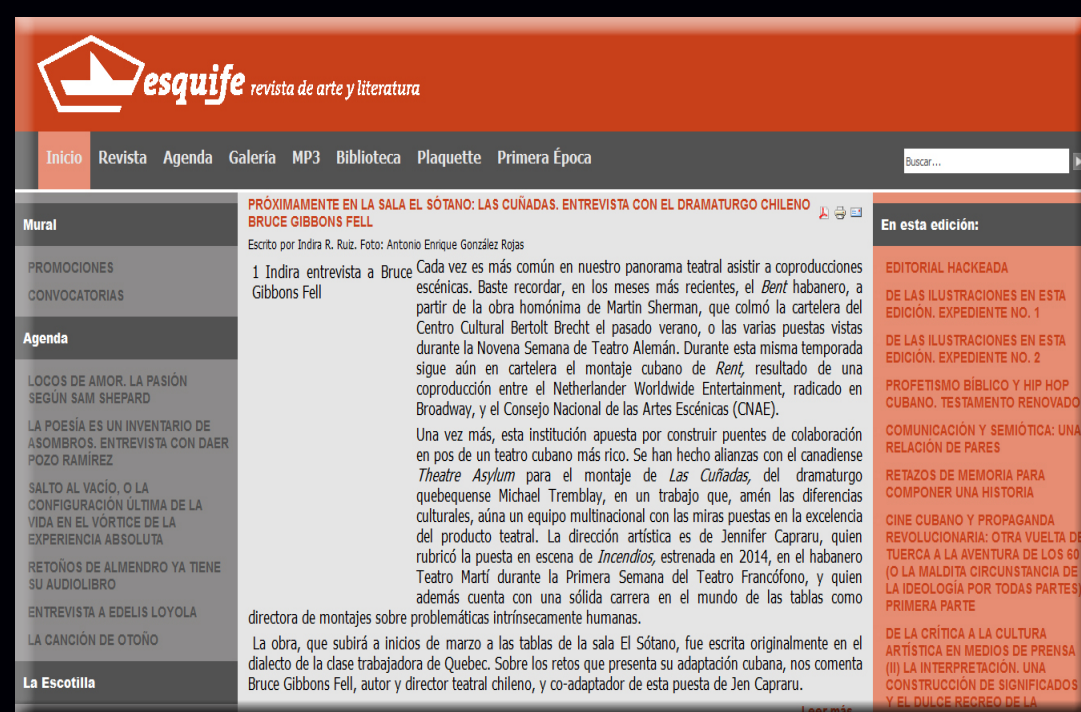 esquife revista de arte y literatura
Inicio Revista Agenda Galería MP3 Biblioteca Plaquette Primera Época
Buscar...
Mural
PROMOCIONES
CONVOCATORIAS
Agenda
LOCOS DE AMOR. LA PASIÓN
SEGÚN SAM SHEPARD
LA POESÍA ES UN INVENTARIO DE
ASOMBROS. ENTREVISTA CON DAER
POZO RAMÍREZ
SALTO AL VACÍO, O LA
CONFIGURACIÓN ÚLTIMA DE LA
VIDA EN EL VÓRTICE DE LA
EXPERIENCIA ABSOLUTA
RETOÑOS DE ALMENDRO YA TIENE
SU AUDIOLIBRO
ENTREVISTA A EDELIS LOYOLA
LA CANCIÓN DE OTOÑO
La Escotilla
PRÓXIMAMENTE EN LA SALA EL SÓTANO: LAS CUÑADAS. ENTREVISTA CON EL DRAMATURGO CHILENO
BRUCE GIBBONS FELL
Escrito por Indira R. Ruiz. Foto: Antonio Enrique González Rojas
1 Indira entrevista a Bruce
Gibbons Fell
Cada vez es más común en nuestro panorama teatral asistir a coproducciones
escénicas. Baste recordar, en los meses más recientes, el Bent habanero, a
partir de la obra homónima de Martin Sherman, que colmó la cartelera del
Centro Cultural Bertolt Brecht el pasado verano, o las varias puestas vistas
durante la Novena Semana de Teatro Alemán. Durante esta misma temporada
sigue aún en cartelera el montaje cubano de Rent, resultado de una
coproducción entre el Netherlander Worldwide Entertainment, radicado en
Broadway, y el Consejo Nacional de las Artes Escénicas (CNAE).
Una vez más, esta institución apuesta por construir puentes de colaboración
en pos de un teatro cubano más rico. Se han hecho alianzas con el canadiense
Theatre Asylum para el montaje de Las Cuñadas, del dramaturgo
quebequense Michael Tremblay, en un trabajo que, amén las diferencias
culturales, aúna un equipo multinacional con las miras puestas en la excelencia
del producto teatral. La dirección artística es de Jennifer Capraru, quien
rubricó la puesta en escena de Incendios, estrenada en 2014, en el habanero
Teatro Martí durante la Primera Semana del Teatro Francófono, y quien
además cuenta con una sólida carrera en el mundo de las tablas como
directora de montajes sobre problemáticas intrínsecamente humanas.
La obra, que subirá a inicios de marzo a las tablas de la sala El Sótano, fue escrita originalmente en el
dialecto de la clase trabajadora de Quebec. Sobre los retos que presenta su adaptación cubana, nos comenta
Bruce Gibbons Fell, autor y director teatral chileno, y co-adaptador de esta puesta de Jen Capraru.
Leer más
En esta edición:
EDITORIAL HACKEADA
DE LAS ILUSTRACIONES EN ESTA
EDICIÓN. EXPEDIENTE NO. 1
DE LAS ILUSTRACIONES EN ESTA
EDICIÓN. EXPEDIENTE NO. 2
PROFETISMO BÍBLICO Y HIP HOP
CUBANO. TESTAMENTO RENOVADO
COMUNICACIÓN Y SEMIÓTICA: UNA
RELACIÓN DE PARES
RETAZOS DE MEMORIA PARA
COMPONER UNA HISTORIA
CINE CUBANO Y PROPAGANDA
REVOLUCIONARIA: OTRA VUELTA DE
TUERCA A LA AVENTURA DE LOS 60
(O LA MALDITA CIRCUNSTANCIA DE
LA IDEOLOGÍA POR TODAS PARTES)
PRIMERA PARTE
DE LA CRÍTICA A LA CULTURA
ARTÍSTICA EN MEDIOS DE PRENSA
(II) LA INTERPRETACIÓN. UNA
CONSTRUCCIÓN DE SIGNIFICADOS
Y EL DULCE RECREO DE LA